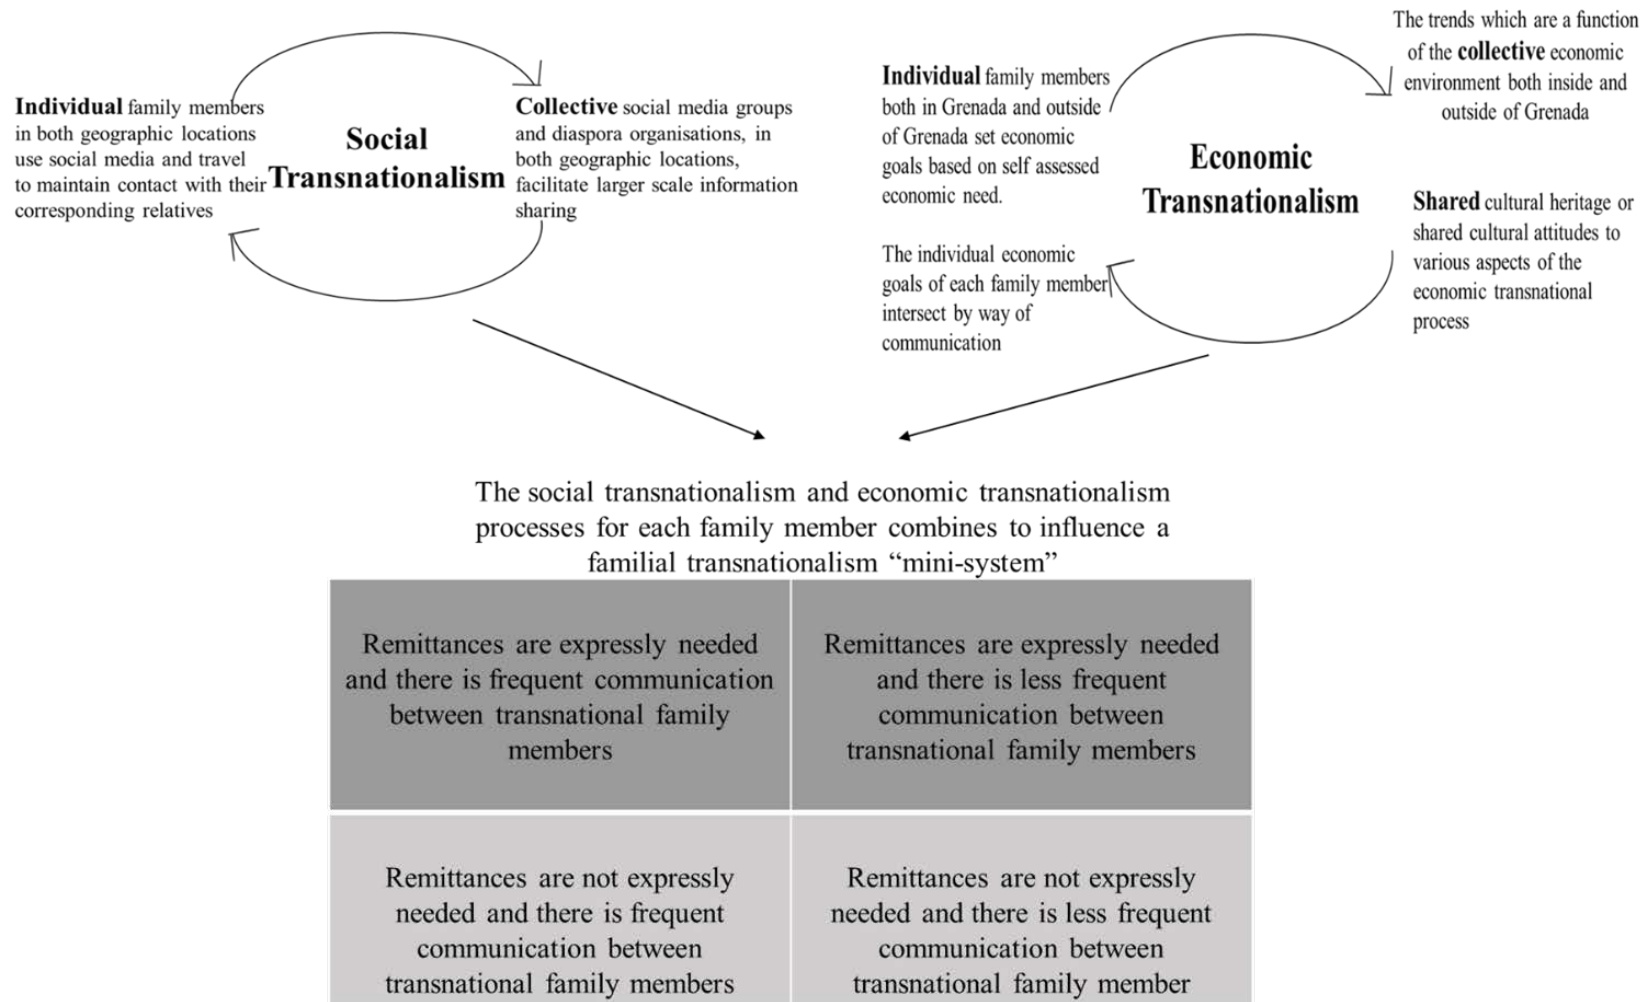 Individual family members
in both geographic locations
use social media and travel
to maintain contact with their
corresponding relatives
Social
Transnationalism
Collective social media groups
and diaspora organisations, in
both geographic locations,
facilitate larger scale information
sharing
Individual family members
both in Grenada and outside
of Grenada set economic
goals based on self assessed
economic need.
The individual economic
goals of each family member
intersect by way of
communication
Economic
Transnationalism
The trends which are a function
of the collective economic
environment both inside and
outside of Grenada
Shared cultural heritage or
shared cultural attitudes to
various aspects of the
economic transnational
process
The social transnationalism and economic transnationalism
processes for each family member combines to influence a
familial transnationalism “mini-system”
Remittances are expressly needed
and there is frequent communication
between transnational family
members
Remittances are expressly needed
and there is less frequent
communication between
transnational family members
Remittances are not expressly
needed and there is frequent
communication between
transnational family members
Remittances are not expressly
needed and there is less frequent
communication between
transnational family member